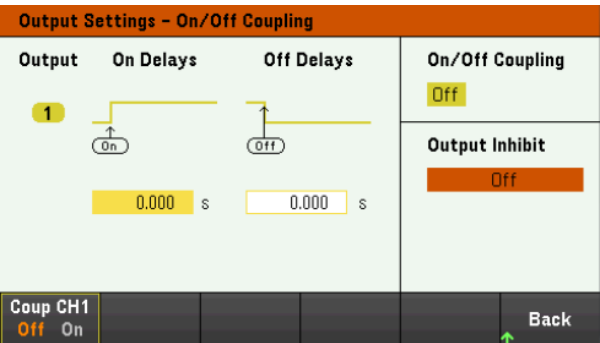 Output Settings - On/Off Coupling
Output On Delays Off Delays
1
On Off
0.000 s 0.000 s
On/Off Coupling
Off
Output Inhibit
Off
Coup CH1
Off On
Back